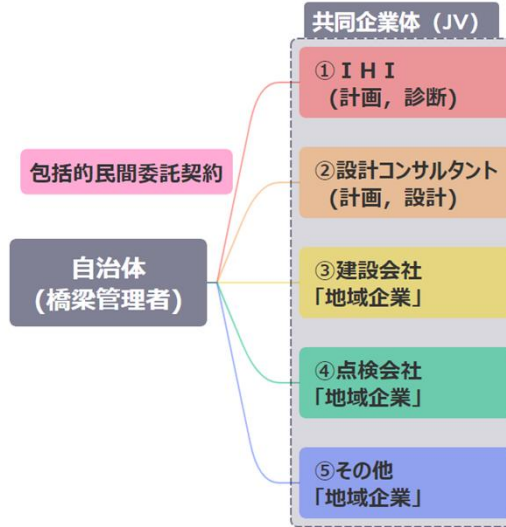 共同企業体（JV）
①ＩＨＩ
(計画，診断)
包括的民間委託契約
②設計コンサルタント
(計画，設計)
自治体
(橋梁管理者)
③建設会社
「地域企業」
④点検会社
「地域企業」
⑤その他
「地域企業」